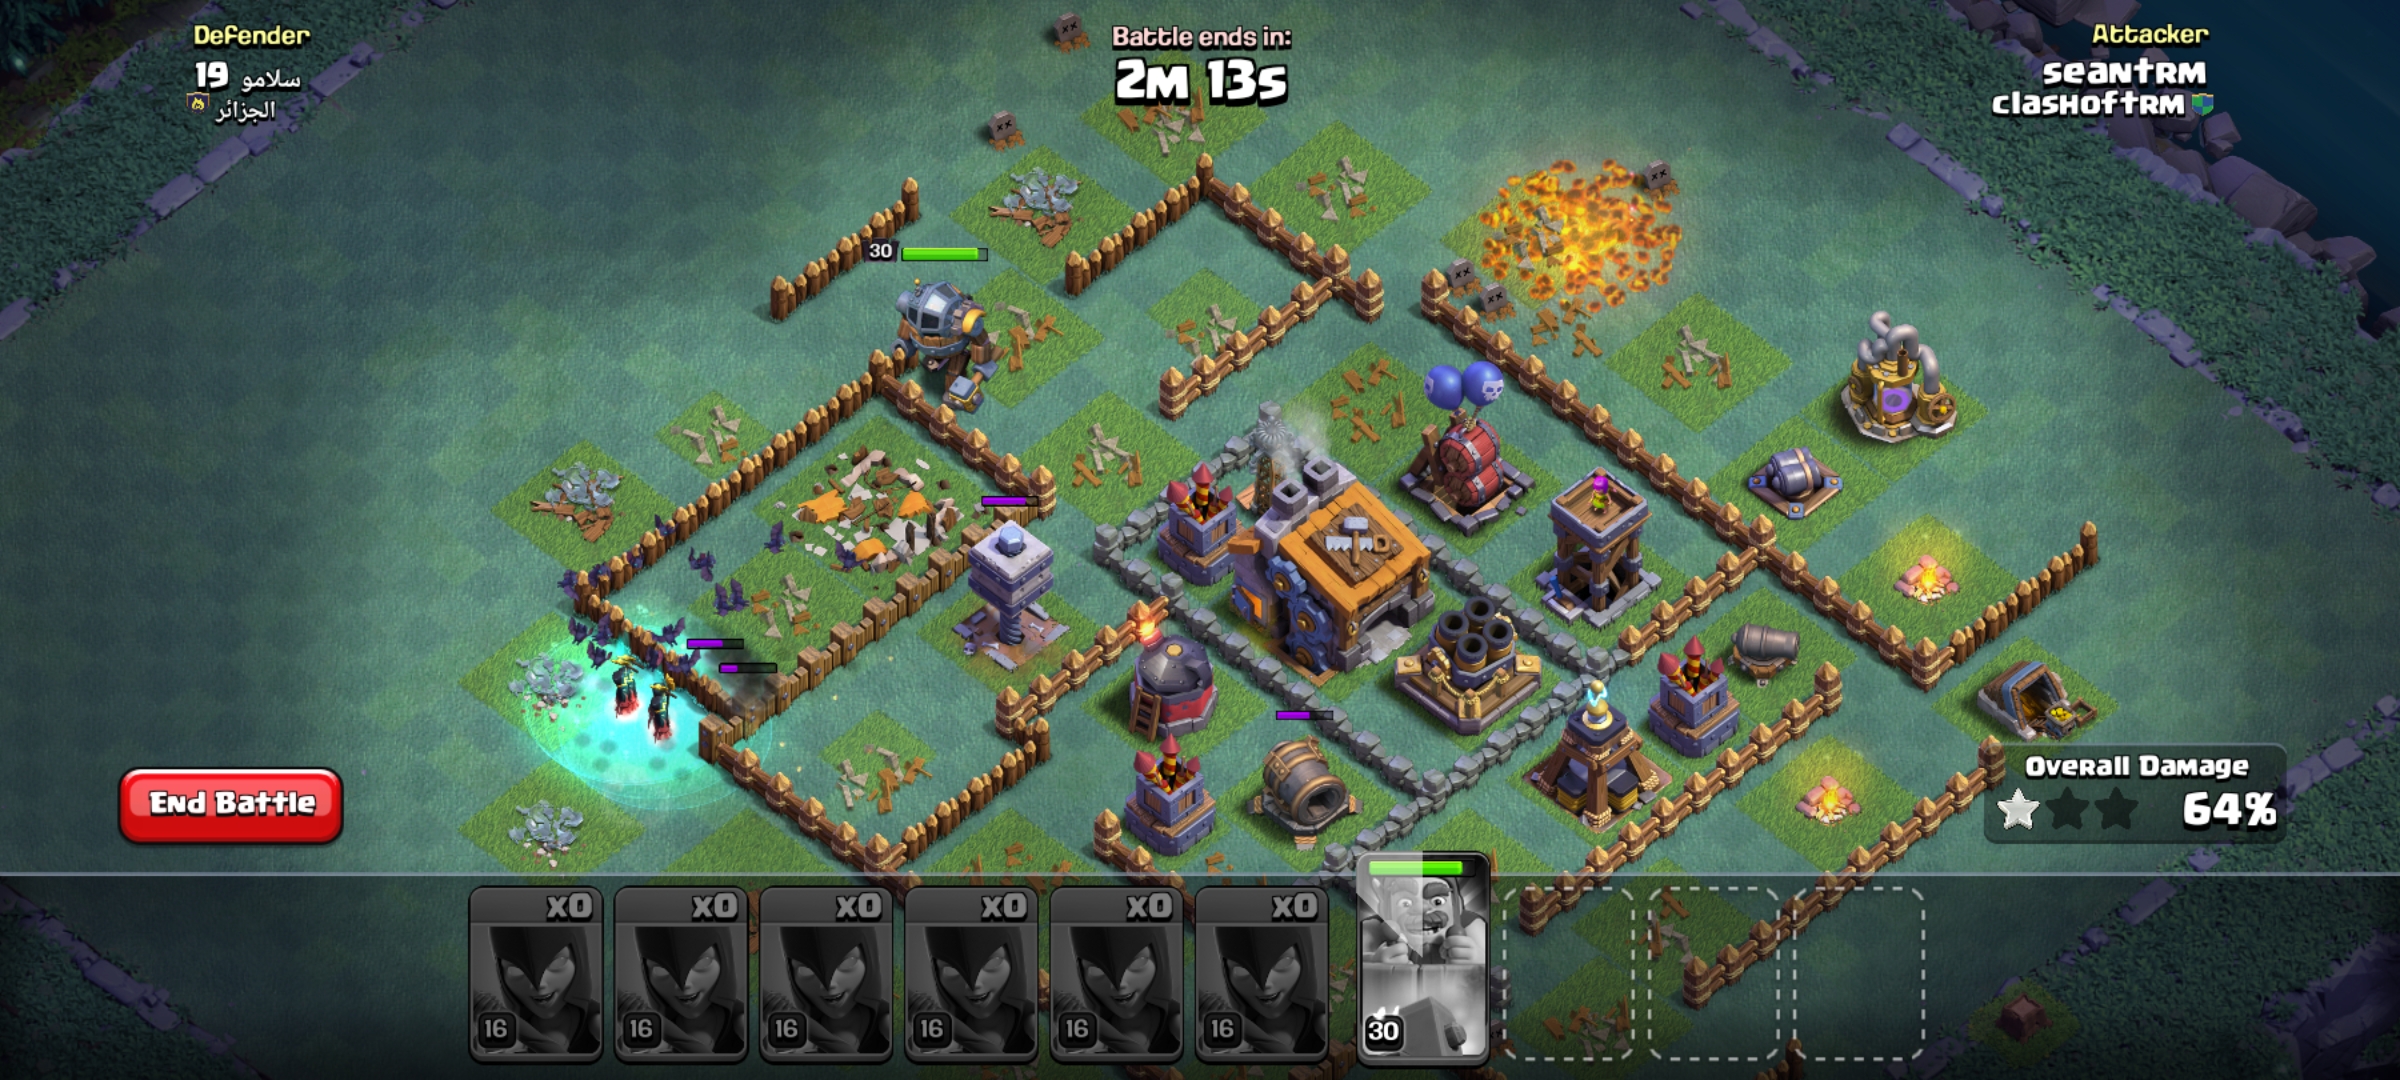 Defender
19 سلامو
الجزائر
Battle ends in:
2M 13s
Attacker
seantrm
clashoftrm
30
End Battle
Overall Damage
64%
x0 x0 x0 x0 x0 x0
16 16 16 16 16 16 30